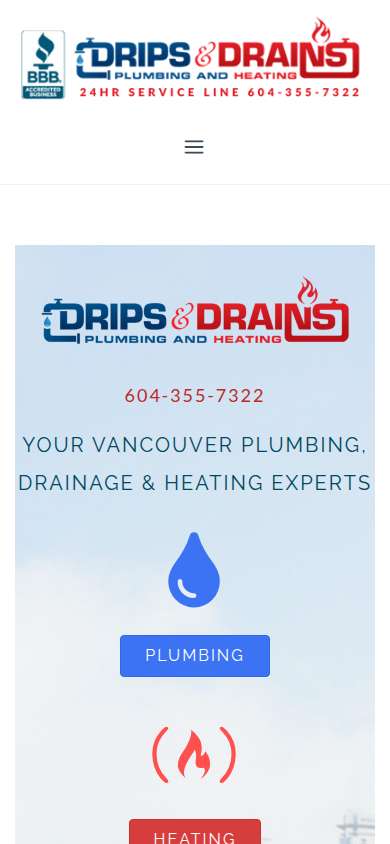 BBB
ACCREDITED
BUSINESS
DRIPS & DRAINS
PLUMBING AND HEATING
24HR SERVICE LINE 604-355-7322
DRIPS & DRAINS
PLUMBING AND HEATING
604-355-7322
YOUR VANCOUVER PLUMBING,
DRAINAGE & HEATING EXPERTS
PLUMBING
HEATING